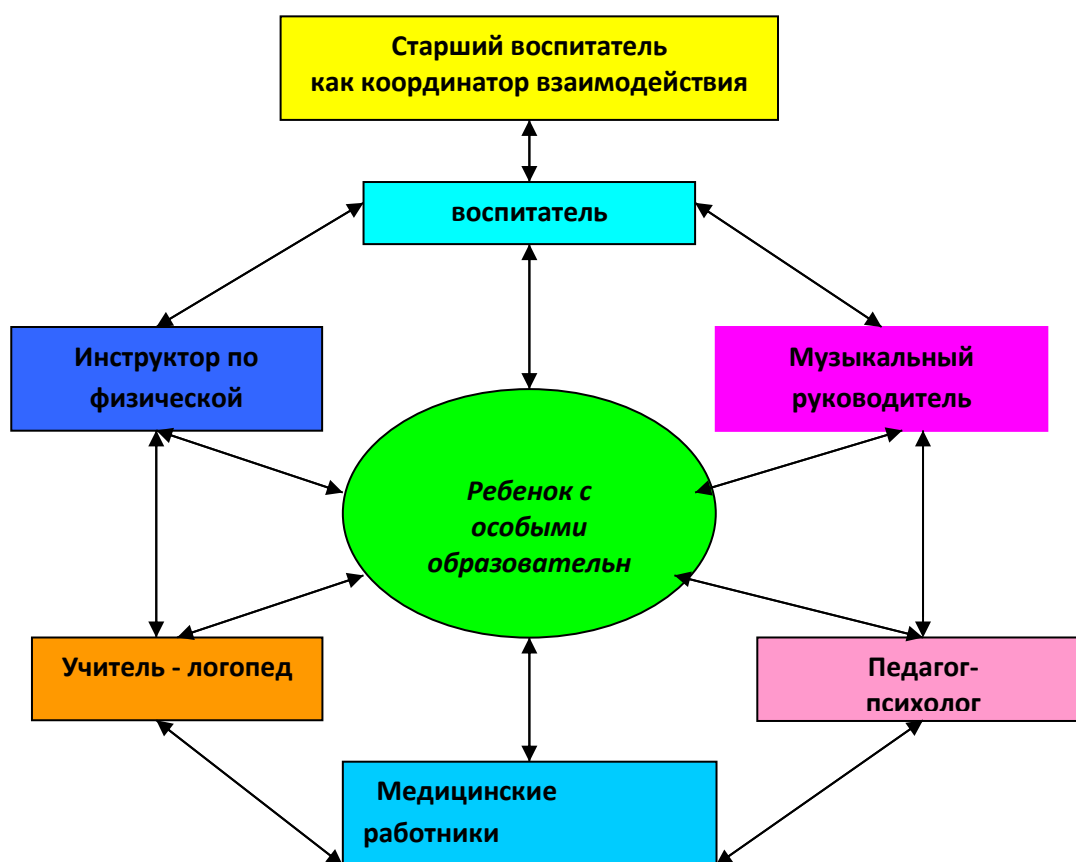 Старший воспитатель
как координатор взаимодействия
воспитатель
Инструктор по
физической
Музыкальный
руководитель
Ребенок с
особыми
образовательн
Учитель - логопед
Педагог-
психолог
Медицинские
работники